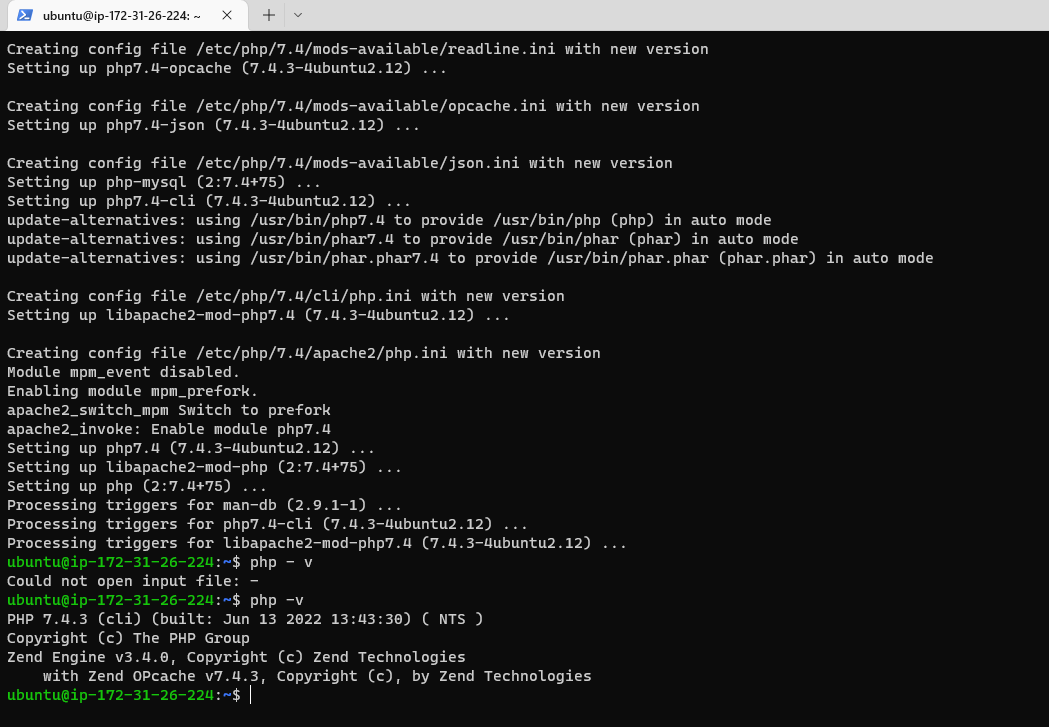 ubuntu@ip-172-31-26-224: ~
Creating config file /etc/php/7.4/mods-available/readline.ini with new version
Setting up php7.4-opcache (7.4.3-4ubuntu2.12) ...
Creating config file /etc/php/7.4/mods-available/opcache.ini with new version
Setting up php7.4-json (7.4.3-4ubuntu2.12) ...
Creating config file /etc/php/7.4/mods-available/json.ini with new version
Setting up php-mysql (2:7.4+75) ...
Setting up php7.4-cli (7.4.3-4ubuntu2.12) ...
update-alternatives: using /usr/bin/php7.4 to provide /usr/bin/php (php) in auto mode
update-alternatives: using /usr/bin/phar7.4 to provide /usr/bin/phar (phar) in auto mode
update-alternatives: using /usr/bin/phar.phar7.4 to provide /usr/bin/phar.phar (phar.phar) in auto mode
Creating config file /etc/php/7.4/cli/php.ini with new version
Setting up libapache2-mod-php7.4 (7.4.3-4ubuntu2.12) ...
Creating config file /etc/php/7.4/apache2/php.ini with new version
Module mpm_event disabled.
Enabling module mpm_prefork.
apache2_switch_mpm Switch to prefork
apache2_invoke: Enable module php7.4
Setting up php7.4 (7.4.3-4ubuntu2.12) ...
Setting up libapache2-mod-php (2:7.4+75) ...
Setting up php (2:7.4+75) ...
Processing triggers for man-db (2.9.1-1) ...
Processing triggers for php7.4-cli (7.4.3-4ubuntu2.12) ...
Processing triggers for libapache2-mod-php7.4 (7.4.3-4ubuntu2.12) ...
ubuntu@ip-172-31-26-224:~$ php - v
Could not open input file: -
ubuntu@ip-172-31-26-224:~$ php -v
PHP 7.4.3 (cli) (built: Jun 13 2022 13:43:30) ( NTS )
Copyright (c) The PHP Group
Zend Engine v3.4.0, Copyright (c) Zend Technologies
    with Zend OPcache v7.4.3, Copyright (c), by Zend Technologies
ubuntu@ip-172-31-26-224:~$